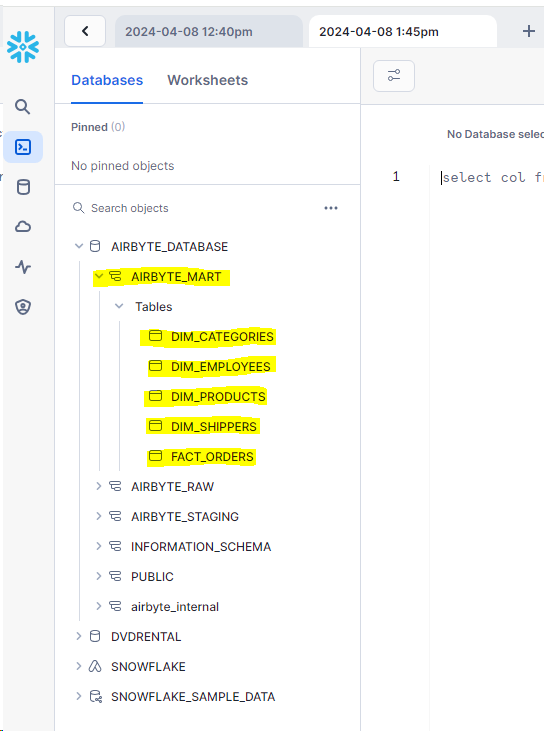 2024-04-08 12:40pm
2024-04-08 1:45pm
Databases Worksheets
Pinned (0)
No pinned objects
No Database selec
1 select col f
Search objects
AIRBYTE_DATABASE
AIRBYTE_MART
Tables
DIM_CATEGORIES
DIM_EMPLOYEES
DIM_PRODUCTS
DIM_SHIPPERS
FACT_ORDERS
AIRBYTE_RAW
AIRBYTE_STAGING
INFORMATION_SCHEMA
PUBLIC
airbyte_internal
DVDRENTAL
SNOWFLAKE
SNOWFLAKE_SAMPLE_DATA